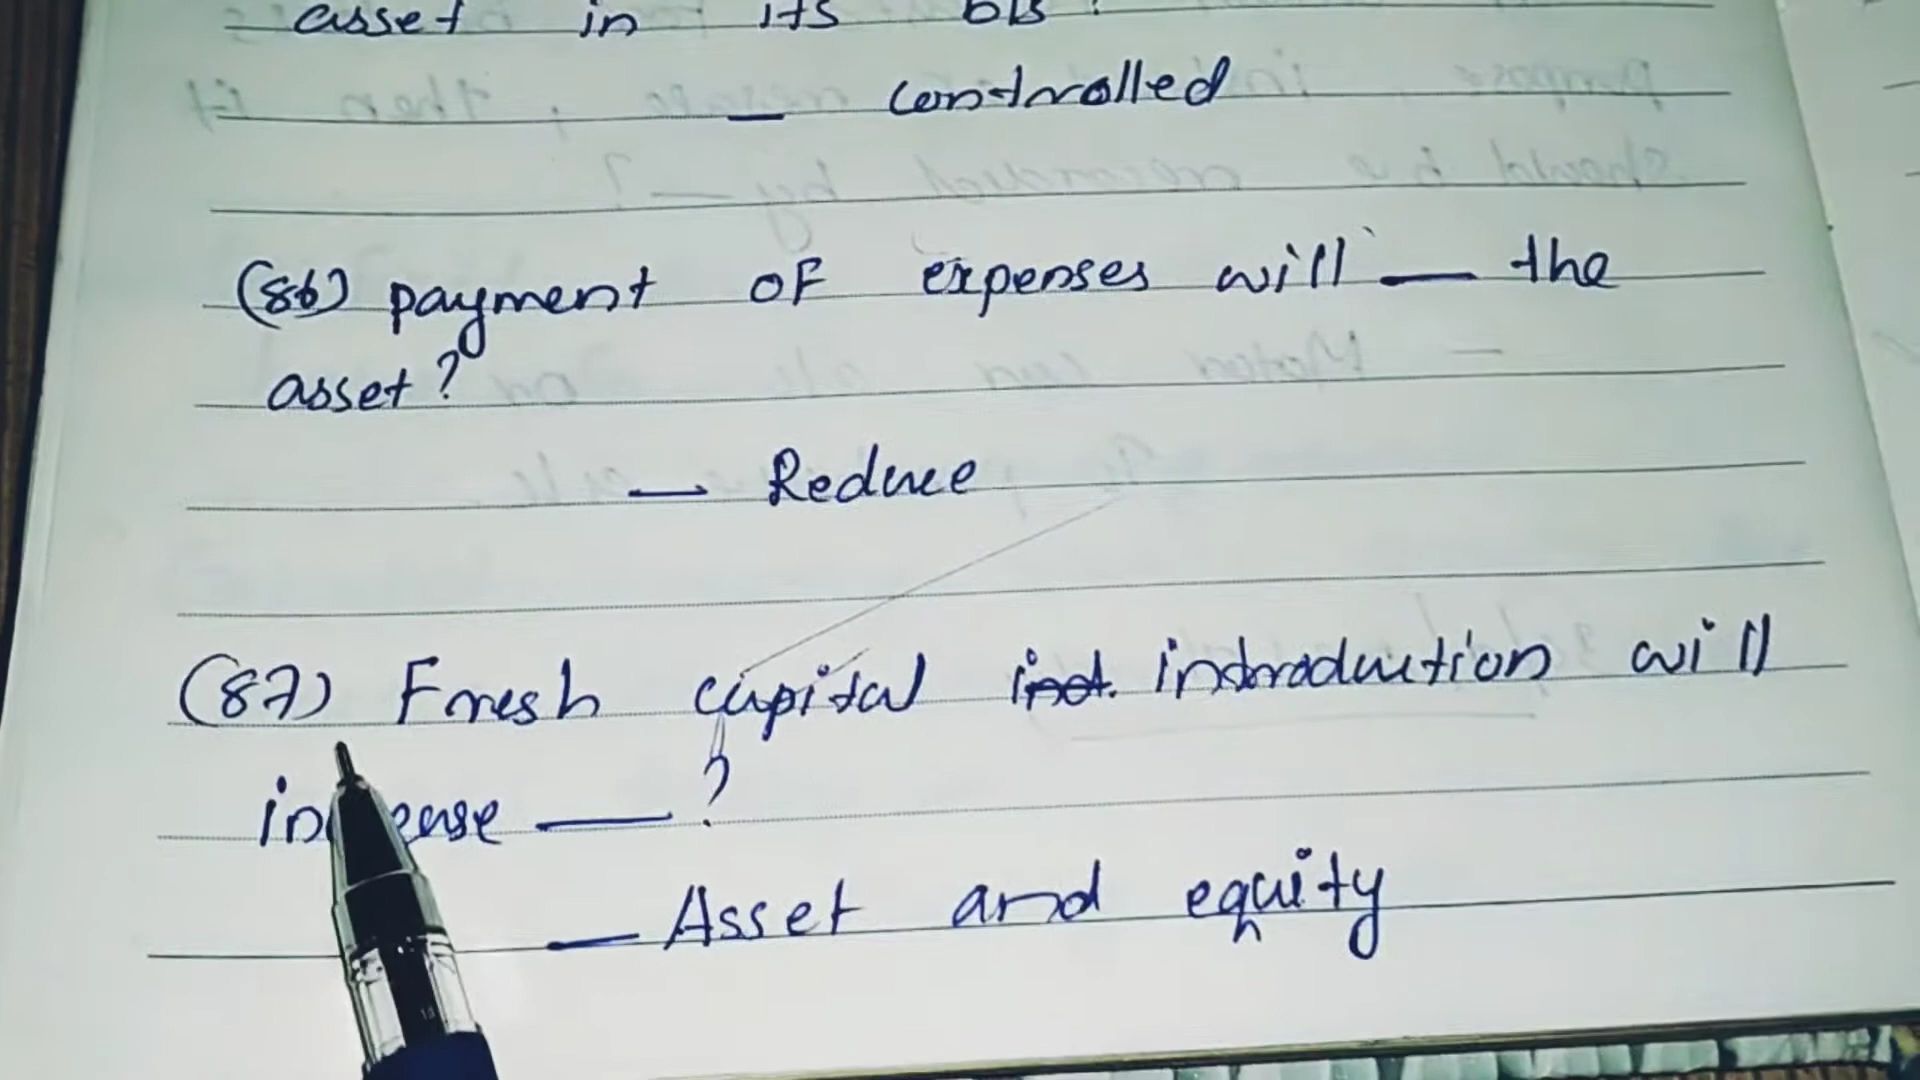 asset in its b/s?
— controlled
(86) payment of expenses will — the
asset?
— Reduce
(87) Fresh capital introduction will
increase — ?
— Asset and equity